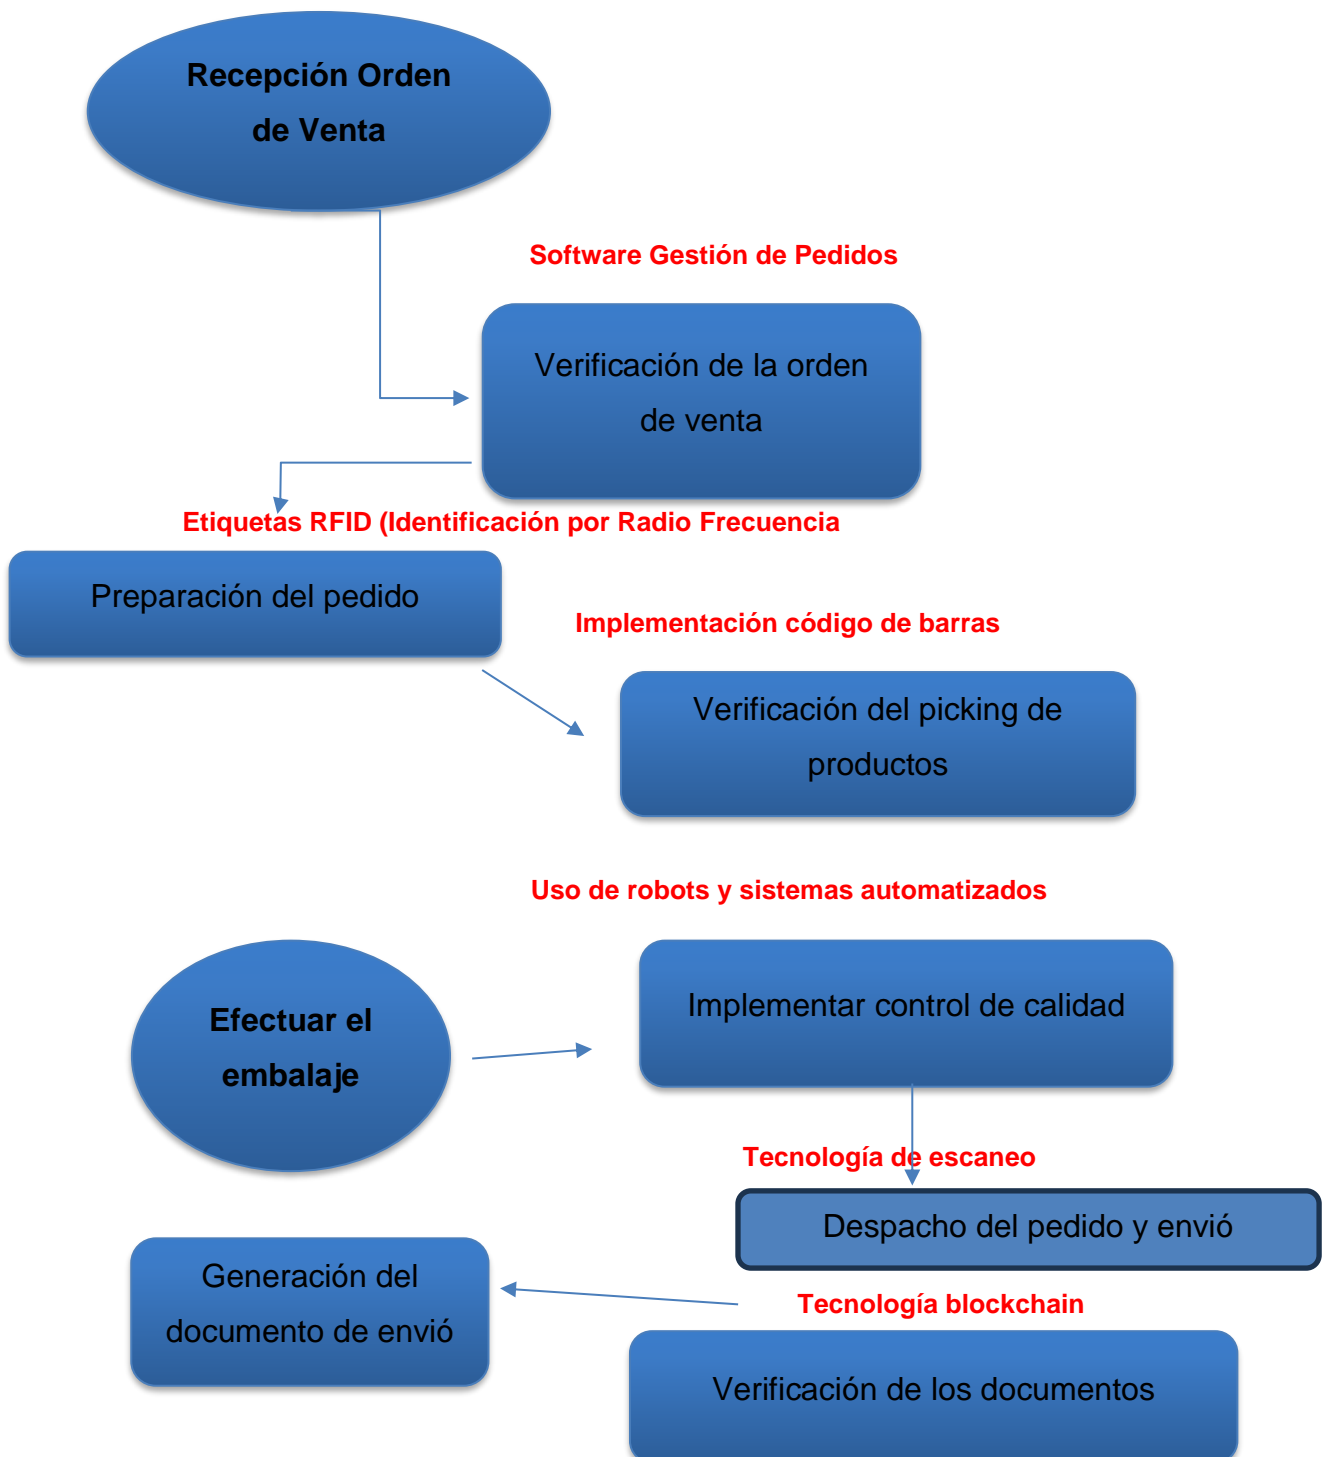 Recepción Orden
de Venta
Software Gestión de Pedidos
Verificación de la orden
de venta
Etiquetas RFID (Identificación por Radio Frecuencia
Preparación del pedido
Implementación código de barras
Verificación del picking de
productos
Uso de robots y sistemas automatizados
Efectuar el
embalaje
Implementar control de calidad
Tecnología de escaneo
Despacho del pedido y envió
Generación del
documento de envió
Tecnología blockchain
Verificación de los documentos